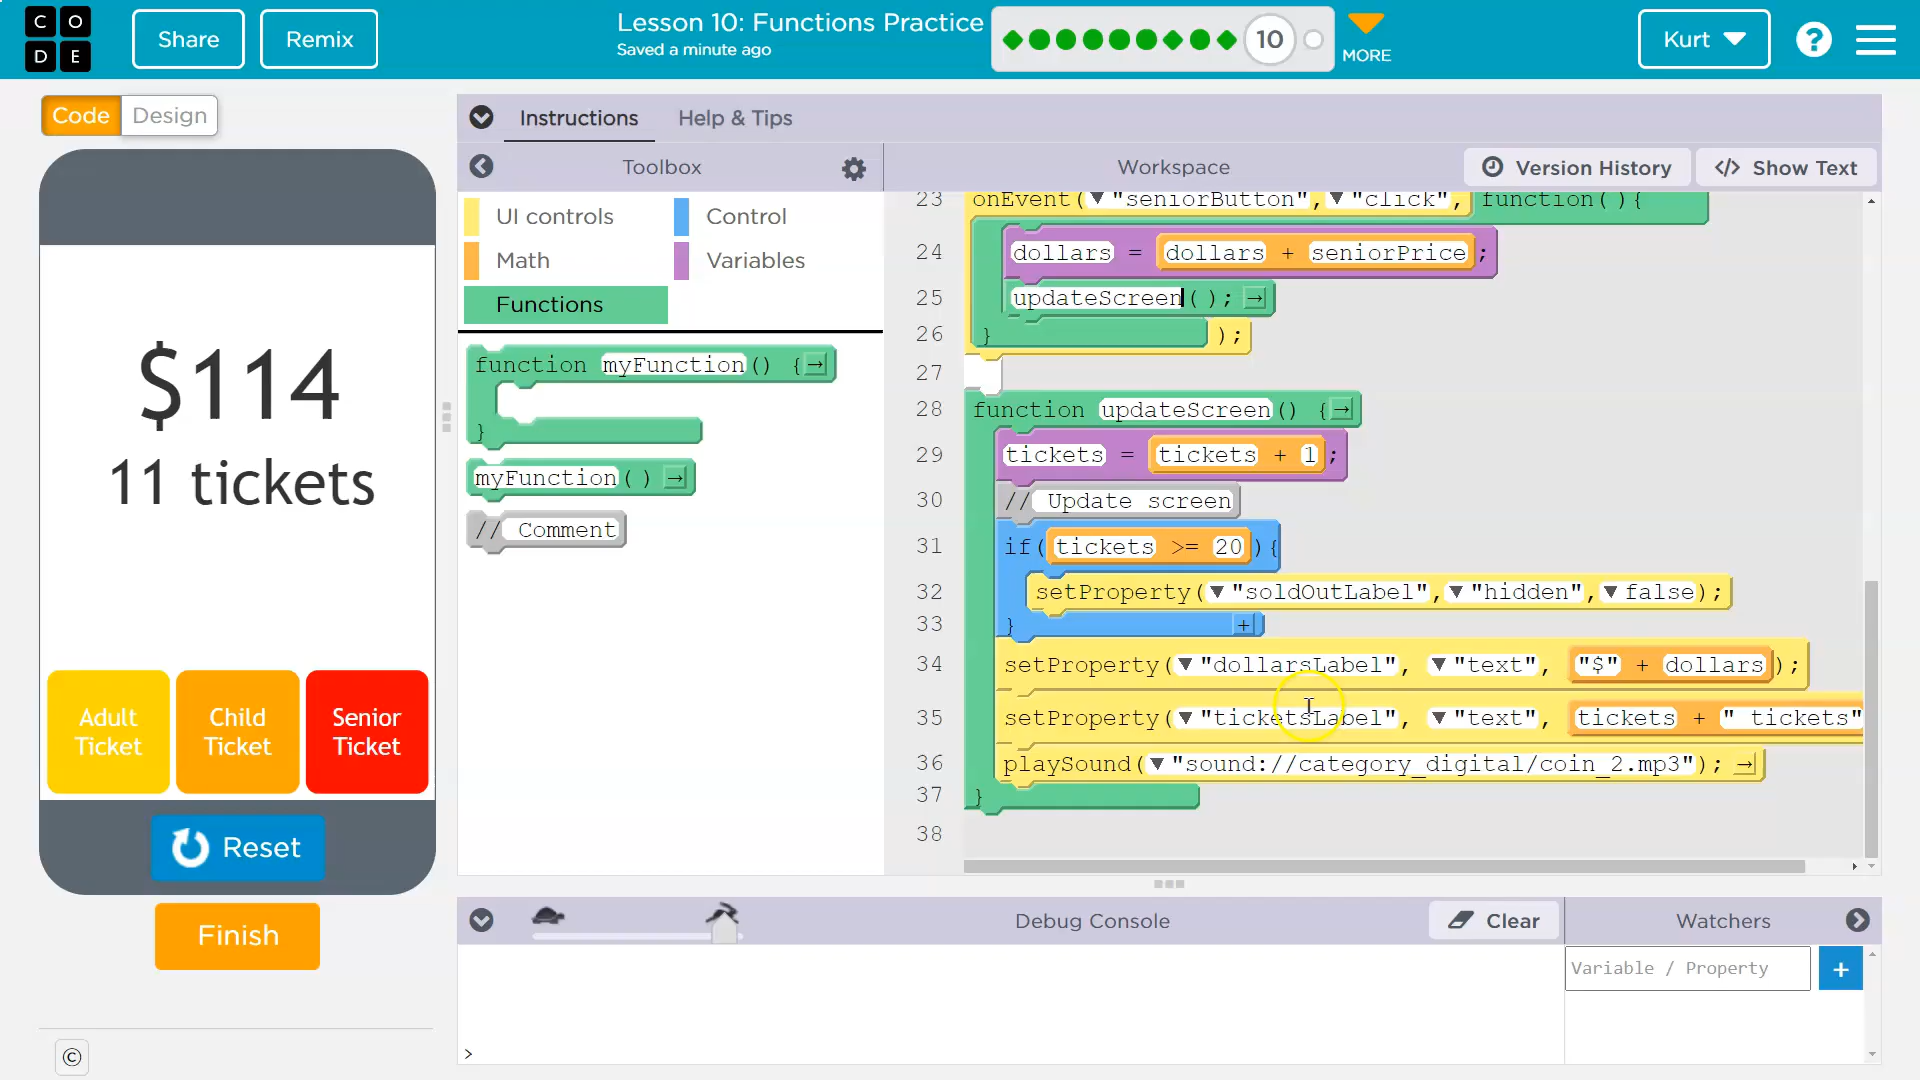 C O
D E
Share
Remix
Lesson 10: Functions Practice
Saved a minute ago
10
MORE
Kurt
?
Code
Design
Instructions
Help & Tips
Toolbox
Workspace
Version History
</> Show Text
UI controls
Control
Math
Variables
Functions
function myFunction() {
}
myFunction()
// Comment
23 onEvent( "seniorButton", "click", function(){
24 dollars = dollars + seniorPrice;
25 updateScreen();
26 } );
27
28 function updateScreen() {
29 tickets = tickets + 1;
30 // Update screen
31 if( tickets >= 20 ){
32 setProperty( "soldOutLabel", "hidden", false);
33 } +
34 setProperty( "dollarsLabel", "text", "$" + dollars );
35 setProperty( "ticketsLabel", "text", tickets + " tickets"
36 playSound( "sound://category_digital/coin_2.mp3");
37 }
38
$114
11 tickets
Adult Ticket
Child Ticket
Senior Ticket
Reset
Finish
©
Debug Console
Clear
Watchers
Variable / Property
+
>